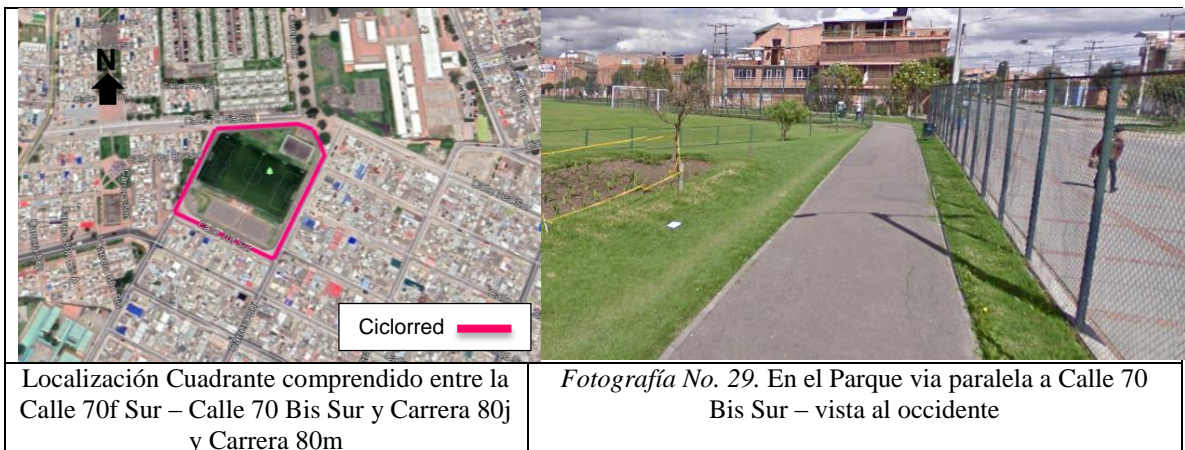 N
Ciclorred
Localización Cuadrante comprendido entre la
Calle 70f Sur – Calle 70 Bis Sur y Carrera 80j
y Carrera 80m
Fotografía No. 29. En el Parque via paralela a Calle 70
Bis Sur – vista al occidente